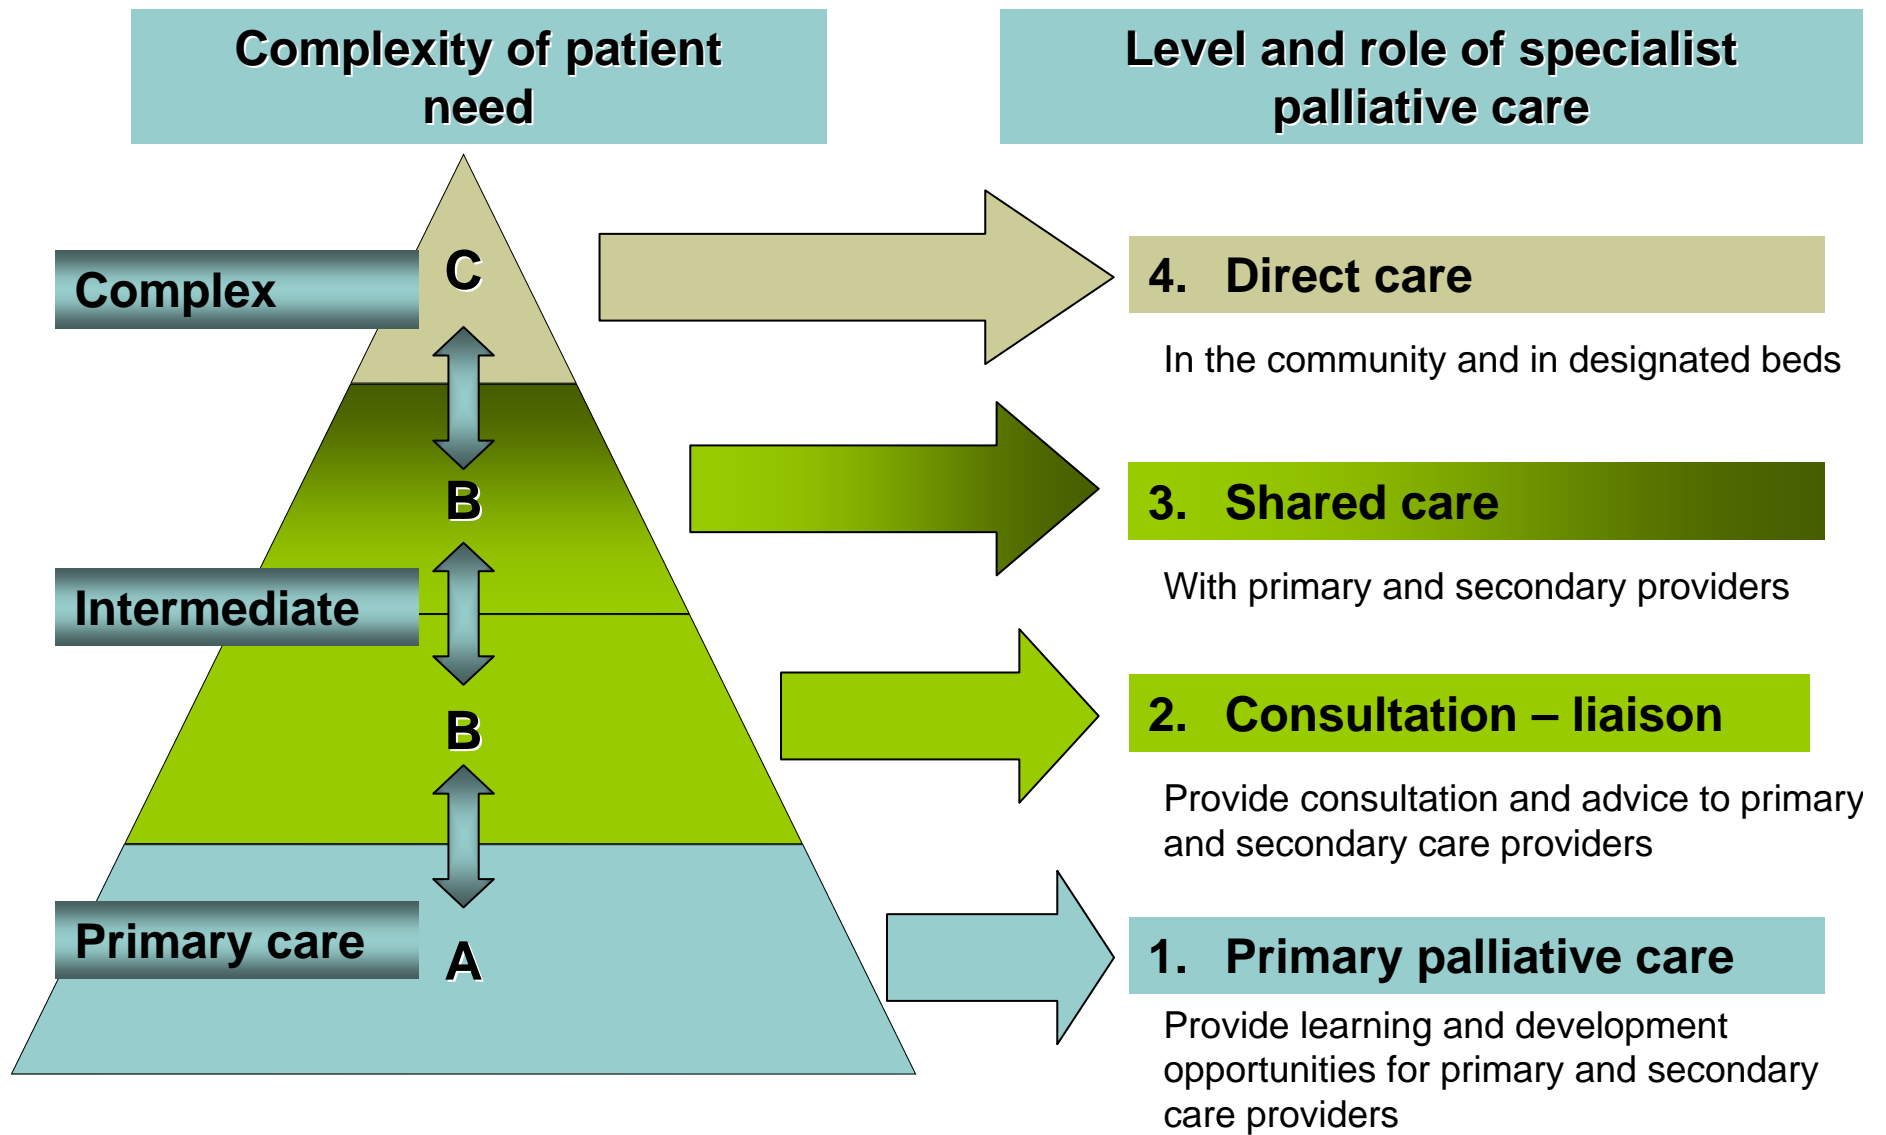 Complexity of patient
need
Level and role of specialist
palliative care
Complex
C
4. Direct care
In the community and in designated beds
B
3. Shared care
With primary and secondary providers
Intermediate
B
2. Consultation – liaison
Provide consultation and advice to primary
and secondary care providers
Primary care
A
1. Primary palliative care
Provide learning and development
opportunities for primary and secondary
care providers